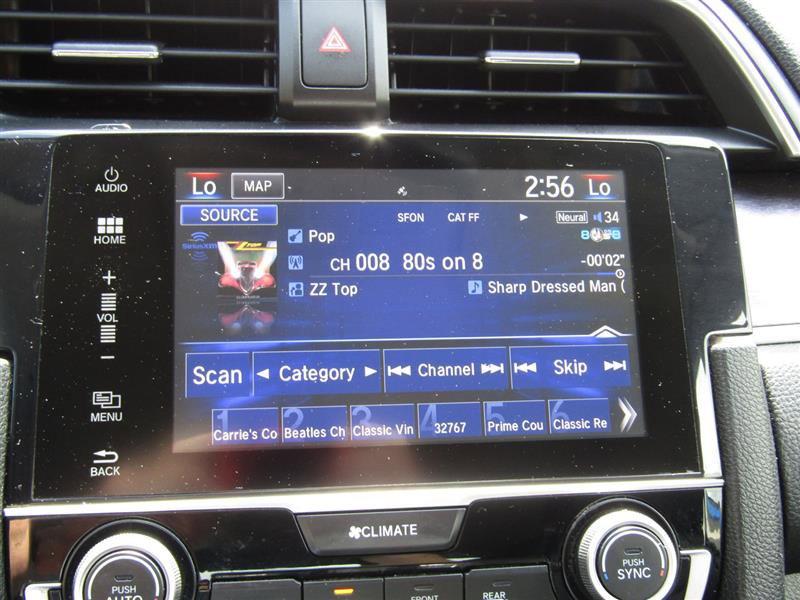 AUDIO
HOME
+
VOL
−
MENU
BACK
Lo MAP 2:56 Lo
SOURCE SFON CAT FF Neural 34
SiriusXM Pop
CH 008 80s on 8 -00'02"
ZZ Top Sharp Dressed Man (
Scan Category Channel Skip
1 2 3 4 5 6
Carrie's Co Beatles Ch Classic Vin 32767 Prime Cou Classic Re
CLIMATE
PUSH AUTO
FRONT
REAR
PUSH SYNC